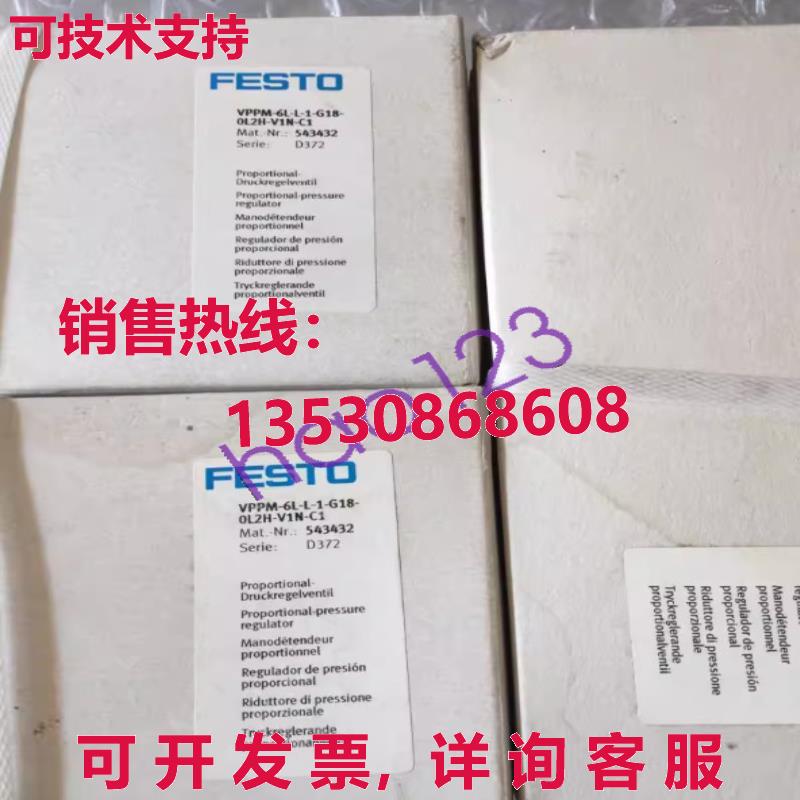 可技术支持
FESTO
VPPM-6L-L-1-G18-
0L2H-V1N-C1
Mat.-Nr.: 543432
Serie: D372
Proportional-
Druckregelventil
Proportional-pressure
regulator
Manodétendeur
proportionnel
Regulador de presión
proporcional
Riduttore di pressione
proporzionale
Tryckreglerande
proportionalventil
销售热线：
13530868608
hao123
FESTO
VPPM-6L-L-1-G18-
0L2H-V1N-C1
Mat.-Nr.: 543432
Serie: D372
Proportional-
Druckregelventil
Proportional-pressure
regulator
Manodétendeur
proportionnel
Regulador de presión
proporcional
Riduttore di pressione
proporzionale
Tryckreglerande
proportionalventil
Manodétendeur
proportionnel
Regulador de presión
proporcional
Riduttore di pressione
proporzionale
Tryckreglerande
proportionalventil
可开发票，详询客服